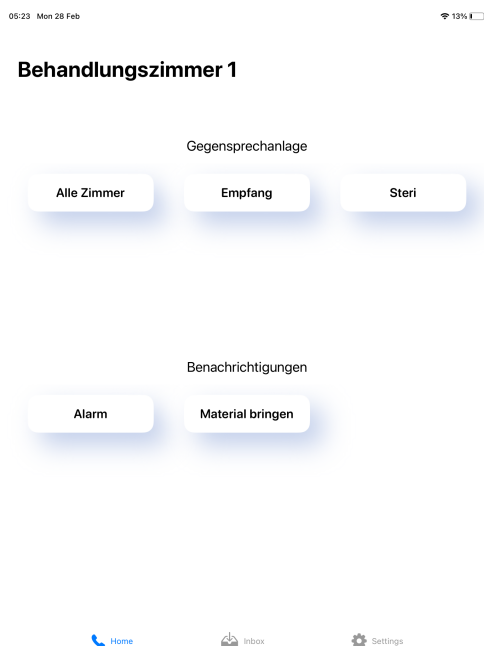 05:23 Mon 28 Feb 13%
Behandlungszimmer 1
Gegensprechanlage
Alle Zimmer Empfang Steri
Benachrichtigungen
Alarm Material bringen
Home Inbox Settings